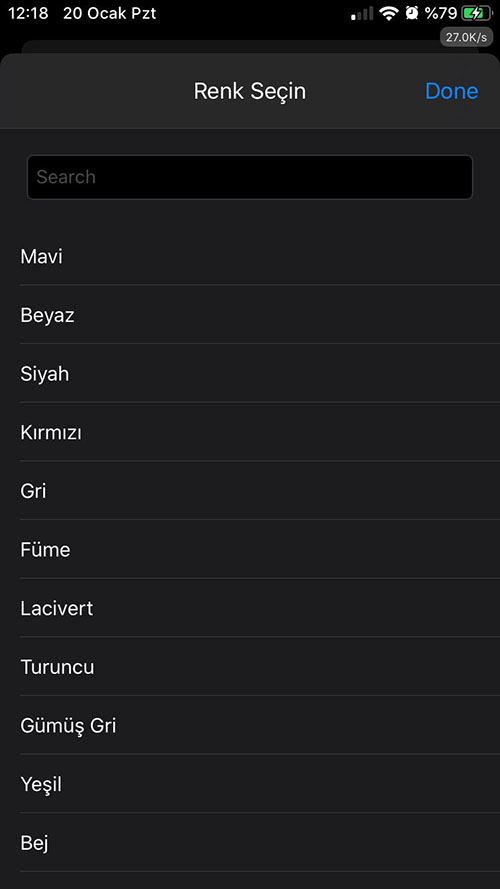 12:18 20 Ocak Pzt %79
27.0K/s
Renk Seçin Done
Search
Mavi
Beyaz
Siyah
Kırmızı
Gri
Füme
Lacivert
Turuncu
Gümüş Gri
Yeşil
Bej